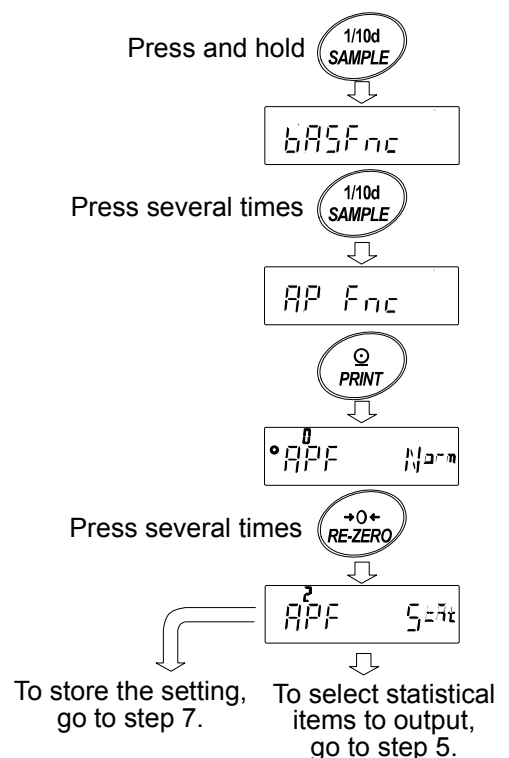 Press and hold
1/10d
SAMPLE
bASFnc
Press several times
1/10d
SAMPLE
AP Fnc
PRINT
0
APF Norm
Press several times
→0←
RE-ZERO
2
APF Stat
To store the setting,
go to step 7.
To select statistical
items to output,
go to step 5.